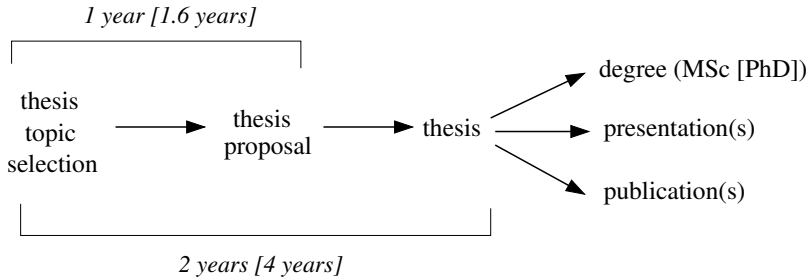 1 year [1.6 years]
thesis
topic
selection
thesis
proposal
thesis
degree (MSc [PhD])
presentation(s)
publication(s)
2 years [4 years]